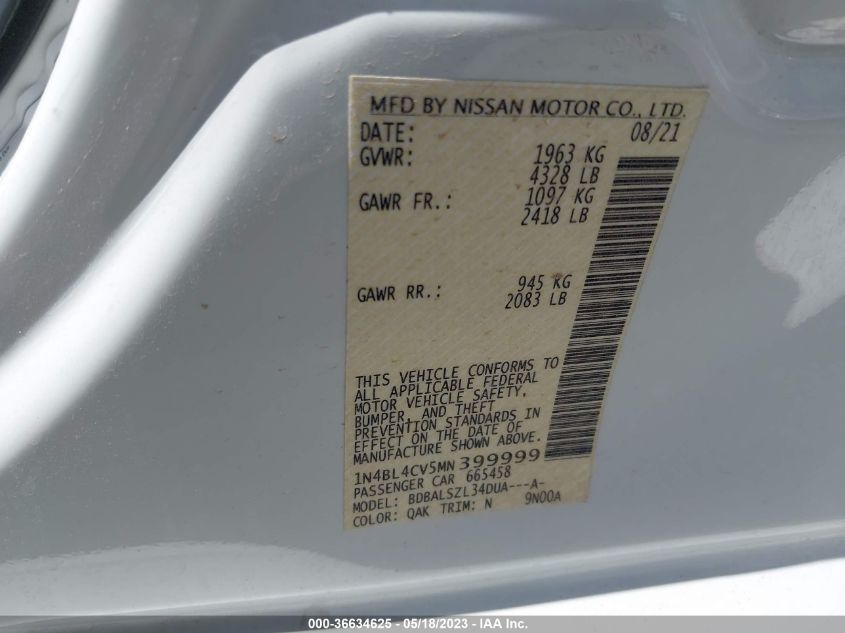 MFD BY NISSAN MOTOR CO., LTD.
DATE: 08/21
GVWR: 1963 KG
4328 LB
GAWR FR.: 1097 KG
2418 LB
GAWR RR.: 945 KG
2083 LB
THIS VEHICLE CONFORMS TO
ALL APPLICABLE FEDERAL
MOTOR VEHICLE SAFETY,
BUMPER, AND THEFT
PREVENTION STANDARDS IN
EFFECT ON THE DATE OF
MANUFACTURE SHOWN ABOVE.
1N4BL4CV5MN399999
PASSENGER CAR 665458
MODEL: BDBALSZL34DUA---A-
COLOR: QAK TRIM: N 9N00A
000-36634625 - 05/18/2023 - IAA Inc.